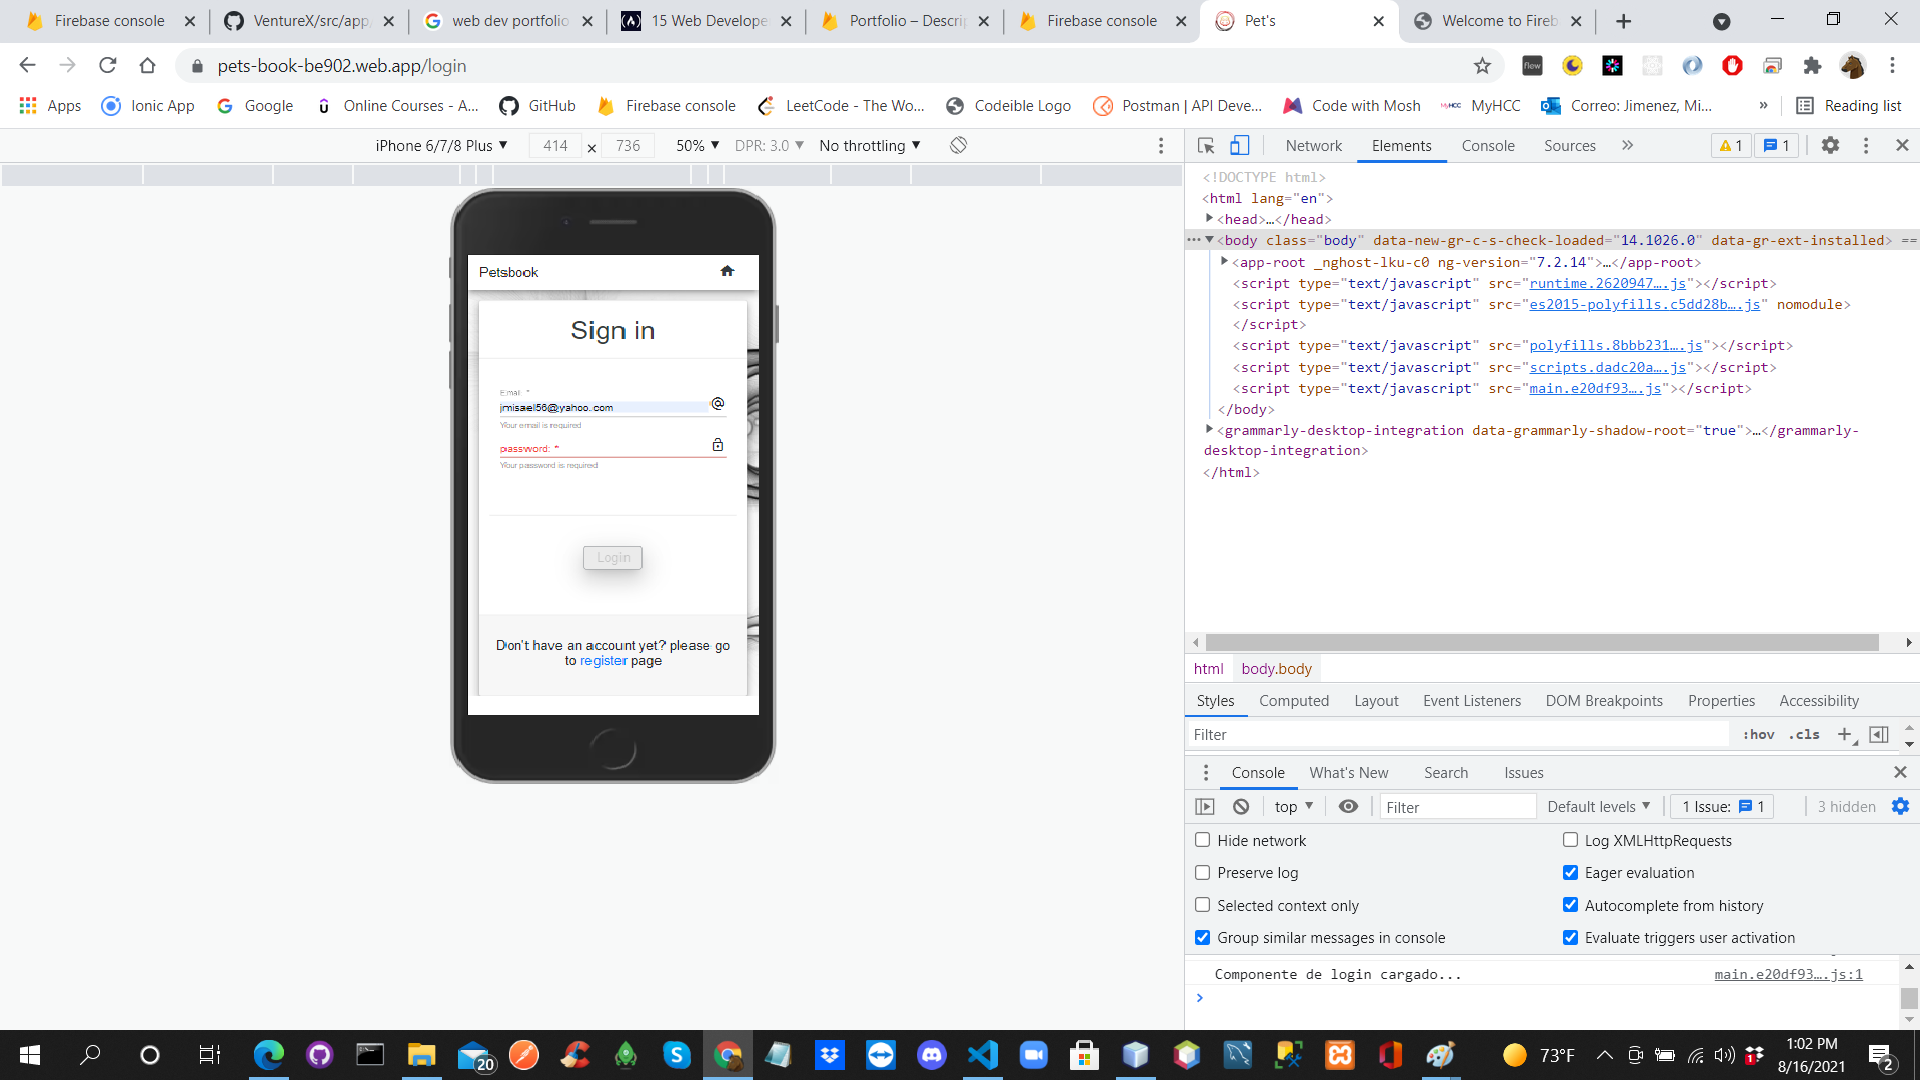 Firebase console
VentureX/src/app,
web dev portfolio
15 Web Develope
Portfolio – Descrip
Firebase console
Pet's
Welcome to Fireb
pets-book-be902.web.app/login
Apps
Ionic App
Google
Online Courses - A...
GitHub
Firebase console
LeetCode - The Wo...
Codeible Logo
Postman | API Deve...
Code with Mosh
MyHCC
Correo: Jimenez, Mi...
»
Reading list
iPhone 6/7/8 Plus ▼ 414 × 736 50% ▼ DPR: 3.0 ▼ No throttling ▼
Petsbook
Sign in
Email *
jmisael56@yahoo.com
Your email is required
password: *
Your password is required
Login
Don't have an account yet? please go
to register page
Network Elements Console Sources » 1 1
<!DOCTYPE html>
<html lang="en">
<head>…</head>
<body class="body" data-new-gr-c-s-check-loaded="14.1026.0" data-gr-ext-installed> ==
<app-root _nghost-lku-c0 ng-version="7.2.14">…</app-root>
<script type="text/javascript" src="runtime.2620947….js"></script>
<script type="text/javascript" src="es2015-polyfills.c5dd28b….js" nomodule>
</script>
<script type="text/javascript" src="polyfills.8bbb231….js"></script>
<script type="text/javascript" src="scripts.dadc20a….js"></script>
<script type="text/javascript" src="main.e20df93….js"></script>
</body>
<grammarly-desktop-integration data-grammarly-shadow-root="true">…</grammarly-
desktop-integration>
</html>
html body.body
Styles Computed Layout Event Listeners DOM Breakpoints Properties Accessibility
Filter :hov .cls +
Console What's New Search Issues
top ▼ Filter Default levels ▼ 1 Issue: 1 3 hidden
Hide network
Log XMLHttpRequests
Preserve log
Eager evaluation
Selected context only
Autocomplete from history
Group similar messages in console
Evaluate triggers user activation
Componente de login cargado... main.e20df93….js:1
20
73°F
1:02 PM
8/16/2021
2